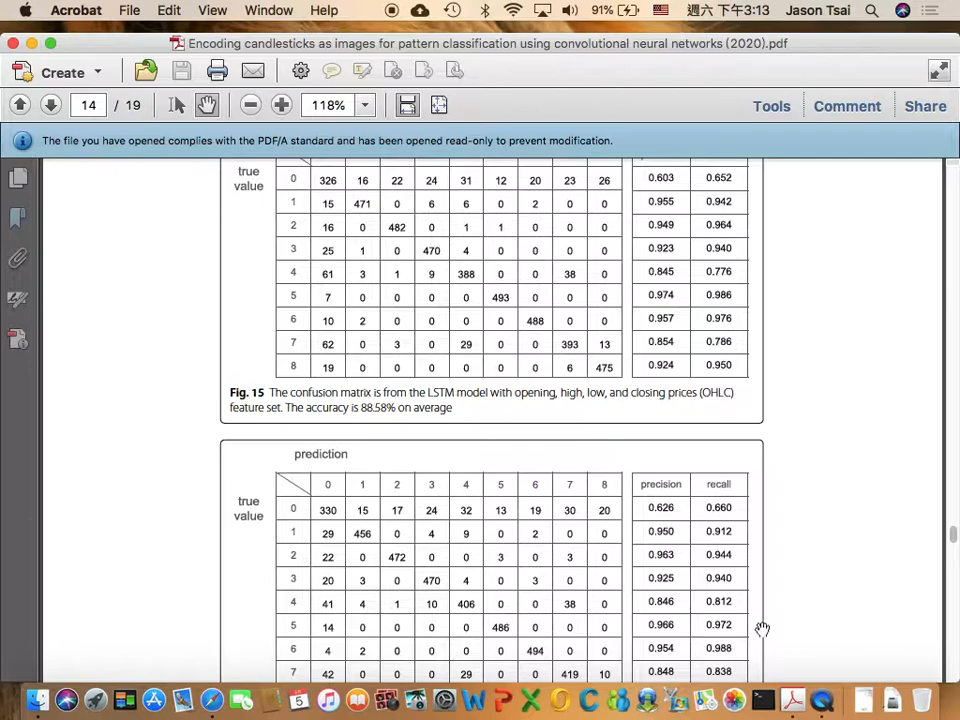 Acrobat File Edit View Window Help 91% 週六 下午3:13 Jason Tsai
Encoding candlesticks as images for pattern classification using convolutional neural networks (2020).pdf
Create
14 / 19 118% Tools Comment Share
The file you have opened complies with the PDF/A standard and has been opened read-only to prevent modification.
true
value
0 326 16 22 24 31 12 20 23 26 0.603 0.652
1 15 471 0 6 6 0 2 0 0 0.955 0.942
2 16 0 482 0 1 1 0 0 0 0.949 0.964
3 25 1 0 470 4 0 0 0 0 0.923 0.940
4 61 3 1 9 388 0 0 38 0 0.845 0.776
5 7 0 0 0 0 493 0 0 0 0.974 0.986
6 10 2 0 0 0 0 488 0 0 0.957 0.976
7 62 0 3 0 29 0 0 393 13 0.854 0.786
8 19 0 0 0 0 0 0 6 475 0.924 0.950
Fig. 15 The confusion matrix is from the LSTM model with opening, high, low, and closing prices (OHLC)
feature set. The accuracy is 88.58% on average
prediction
0 1 2 3 4 5 6 7 8 precision recall
true
value
0 330 15 17 24 32 13 19 30 20 0.626 0.660
1 29 456 0 4 9 0 2 0 0 0.950 0.912
2 22 0 472 0 0 3 0 3 0 0.963 0.944
3 20 3 0 470 4 0 3 0 0 0.925 0.940
4 41 4 1 10 406 0 0 38 0 0.846 0.812
5 14 0 0 0 0 486 0 0 0 0.966 0.972
6 4 2 0 0 0 0 494 0 0 0.954 0.988
7 42 0 0 0 29 0 0 419 10 0.848 0.838